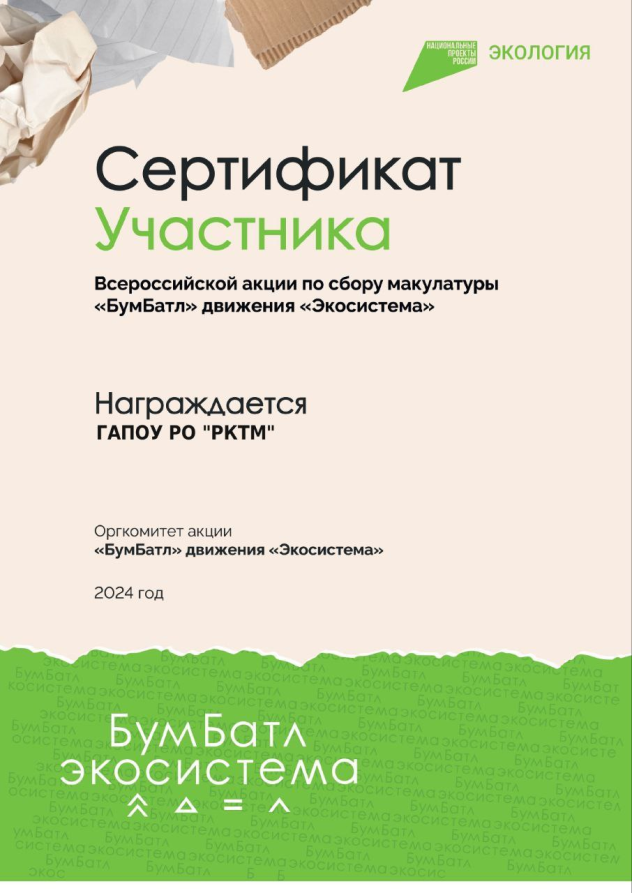 НАЦИОНАЛЬНЫЕ
ПРОЕКТЫ
РОССИИ
ЭКОЛОГИЯ
Сертификат
Участника
Всероссийской акции по сбору макулатуры
«БумБатл» движения «Экосистема»
Награждается
ГАПОУ РО "РКТМ"
Оргкомитет акции
«БумБатл» движения «Экосистема»
2024 год
БумБатл
экосистема